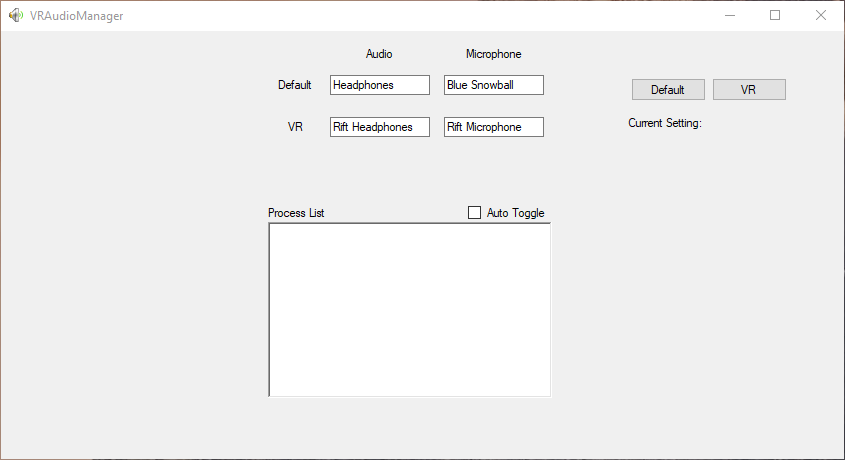 VRAudioManager
Audio Microphone
Default Headphones Blue Snowball Default VR
VR Rift Headphones Rift Microphone Current Setting:
Process List Auto Toggle